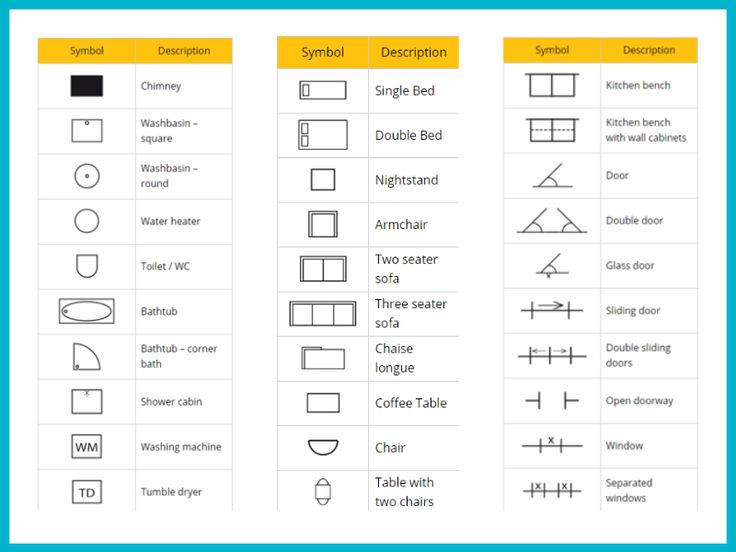 Symbol Description
Chimney
Washbasin –
square
Washbasin –
round
Water heater
Toilet / WC
Bathtub
Bathtub – corner
bath
Shower cabin
WM Washing machine
TD Tumble dryer
Symbol Description
Single Bed
Double Bed
Nightstand
Armchair
Two seater
sofa
Three seater
sofa
Chaise
longue
Coffee Table
Chair
Table with
two chairs
Symbol Description
Kitchen bench
Kitchen bench
with wall cabinets
Door
Double door
Glass door
Sliding door
Double sliding
doors
Open doorway
Window
Separated
windows